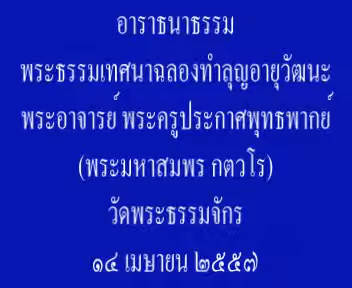 อาราธนาธรรม
พระธรรมเทศนาฉลองทำลุญอายุวัฒนะ
พระอาจารย์ พระครูประกาศพุทธพากย์
(พระมหาสมพร กตวโร)
วัดพระธรรมจักร
๑๔ เมษายน ๒๕๕๗